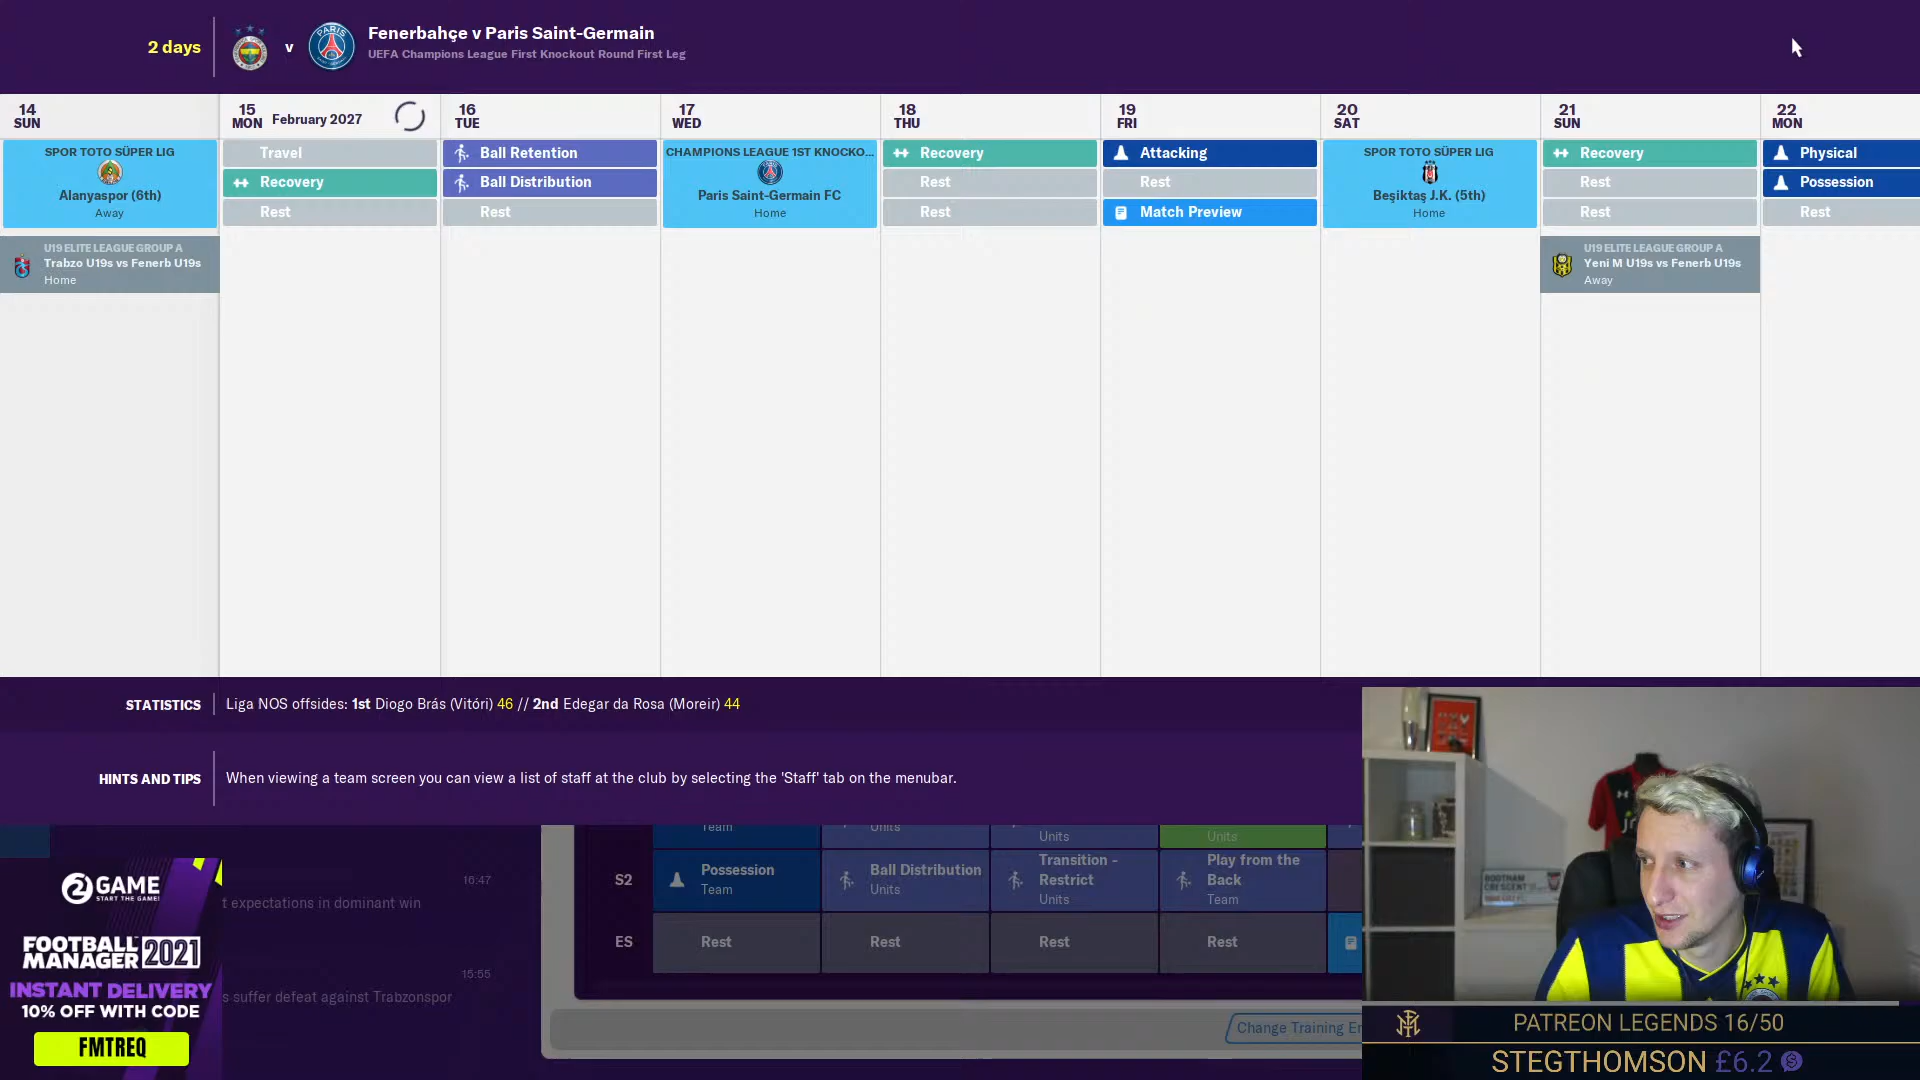 2 days
v
Fenerbahçe v Paris Saint-Germain
UEFA Champions League First Knockout Round First Leg
14
SUN
SPOR TOTO SÜPER LIG
Alanyaspor (6th)
Away
U19 ELITE LEAGUE GROUP A
Trabzo U19s vs Fenerb U19s
Home
15
MON February 2027
Travel
Recovery
Rest
16
TUE
Ball Retention
Ball Distribution
Rest
17
WED
CHAMPIONS LEAGUE 1ST KNOCKO...
Paris Saint-Germain FC
Home
18
THU
Recovery
Rest
Rest
19
FRI
Attacking
Rest
Match Preview
20
SAT
SPOR TOTO SÜPER LIG
Beşiktaş J.K. (5th)
Home
21
SUN
Recovery
Rest
Rest
U19 ELITE LEAGUE GROUP A
Yeni M U19s vs Fenerb U19s
Away
22
MON
Physical
Possession
Rest
STATISTICS
Liga NOS offsides: 1st Diogo Brás (Vitóri) 46 // 2nd Edegar da Rosa (Moreir) 44
HINTS AND TIPS
When viewing a team screen you can view a list of staff at the club by selecting the 'Staff' tab on the menubar.
Team
Units
Units
Units
S2
Possession
Team
Ball Distribution
Units
Transition -
Restrict
Units
Play from the
Back
Team
ES
Rest
Rest
Rest
Rest
16:47
t expectations in dominant win
15:55
s suffer defeat against Trabzonspor
Change Training
2GAME
START THE GAME!
FOOTBALL
MANAGER 2021
INSTANT DELIVERY
10% OFF WITH CODE
FMTREQ
BOOTHAM
CRESCENT
PATREON LEGENDS 16/50
STEGTHOMSON £6.2